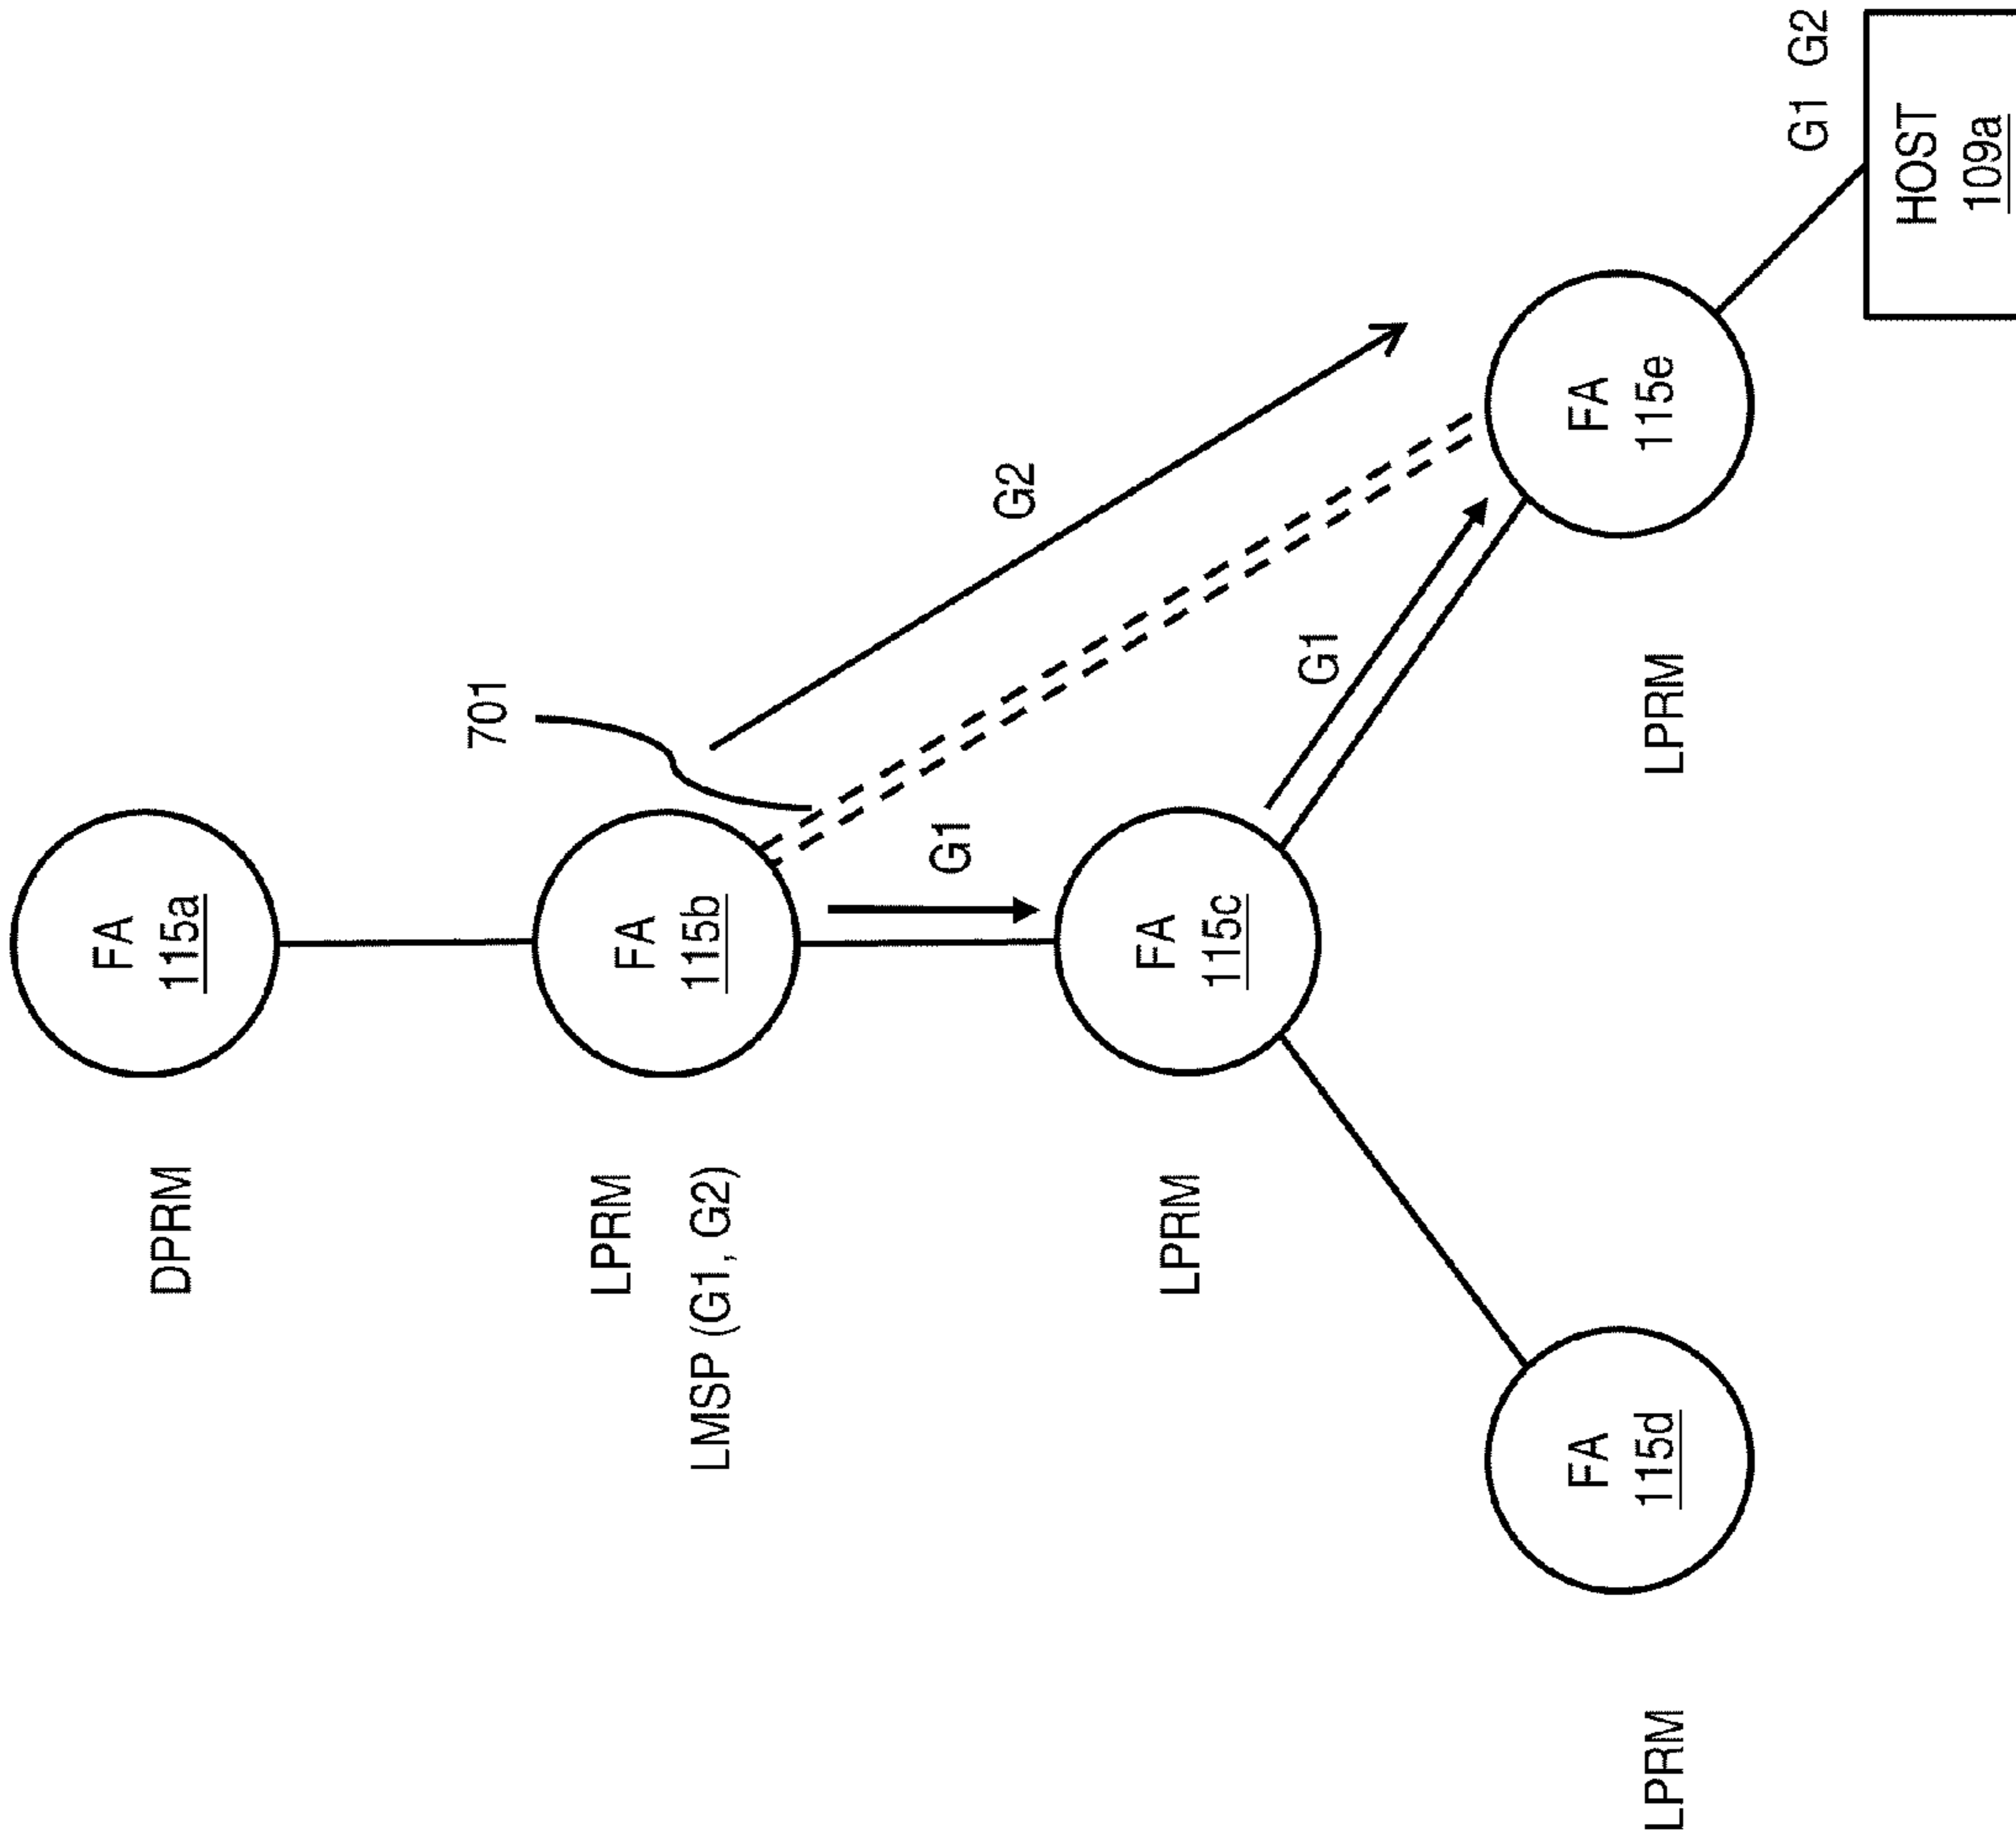 FA
115a
DPRM
701
FA
115b
LPRM
LMSP (G1, G2)
G1
G2
FA
115c
LPRM
G1
FA
115d
LPRM
FA
115e
LPRM
G1 G2
HOST
109a